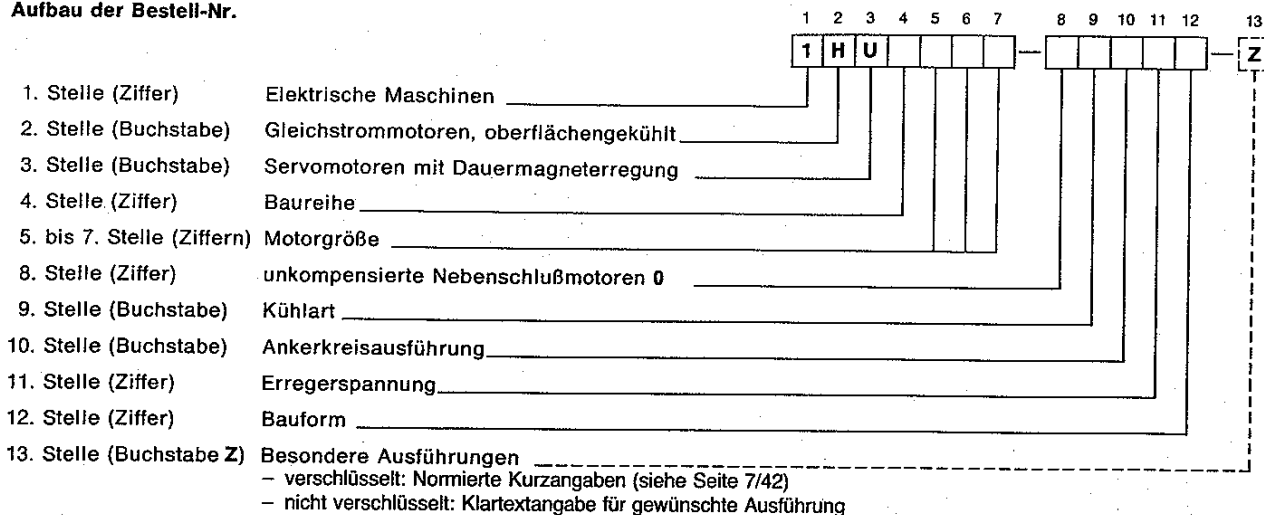 Aufbau der Bestell-Nr.
1 2 3 4 5 6 7 8 9 10 11 12 13
1 H U — — Z
1. Stelle (Ziffer) Elektrische Maschinen
2. Stelle (Buchstabe) Gleichstrommotoren, oberflächengekühlt
3. Stelle (Buchstabe) Servomotoren mit Dauermagneterregung
4. Stelle (Ziffer) Baureihe
5. bis 7. Stelle (Ziffern) Motorgröße
8. Stelle (Ziffer) unkompensierte Nebenschlußmotoren 0
9. Stelle (Buchstabe) Kühlart
10. Stelle (Buchstabe) Ankerkreisausführung
11. Stelle (Ziffer) Erregerspannung
12. Stelle (Ziffer) Bauform
13. Stelle (Buchstabe Z) Besondere Ausführungen
– verschlüsselt: Normierte Kurzangaben (siehe Seite 7/42)
– nicht verschlüsselt: Klartextangabe für gewünschte Ausführung